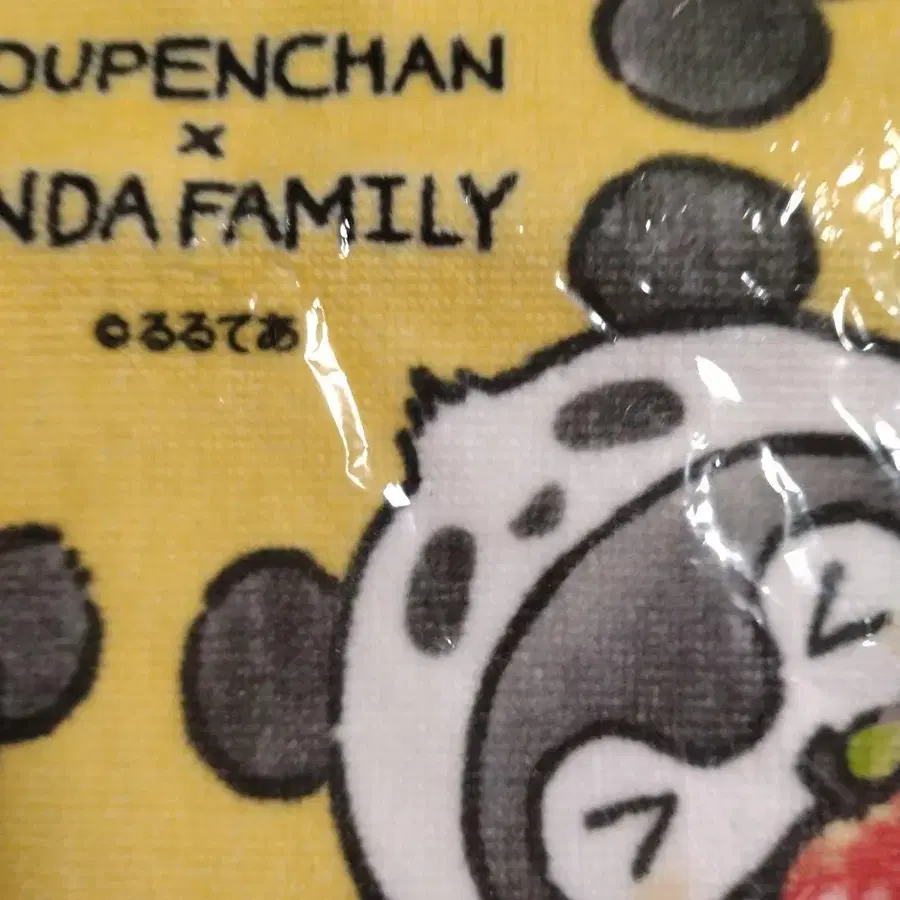 OUPENCHAN
×
NDA FAMILY
©るるてあ